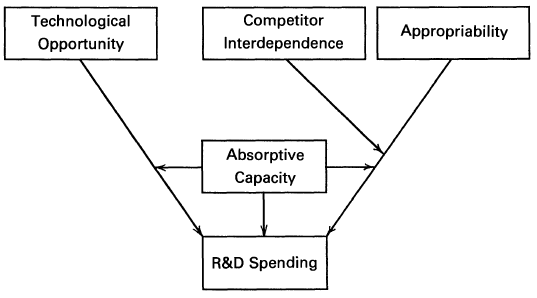 Technological
Opportunity
Competitor
Interdependence
Appropriability
Absorptive
Capacity
R&D Spending